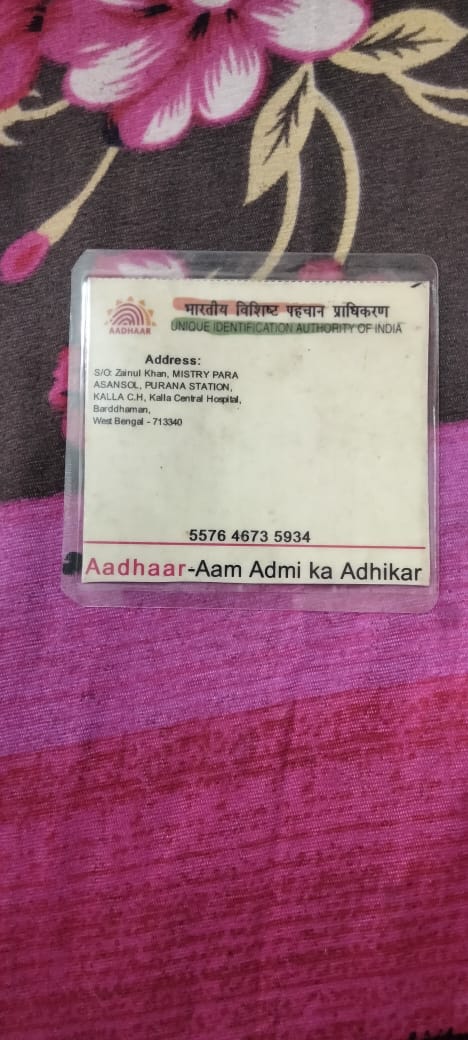 भारतीय विशिष्ट पहचान प्राधिकरण
AADHAAR
UNIQUE IDENTIFICATION AUTHORITY OF INDIA
Address:
S/O: Zainul Khan, MISTRY PARA
ASANSOL, PURANA STATION,
KALLA C.H, Kalla Central Hospital,
Barddhaman,
West Bengal - 713340
5576 4673 5934
Aadhaar-Aam Admi ka Adhikar